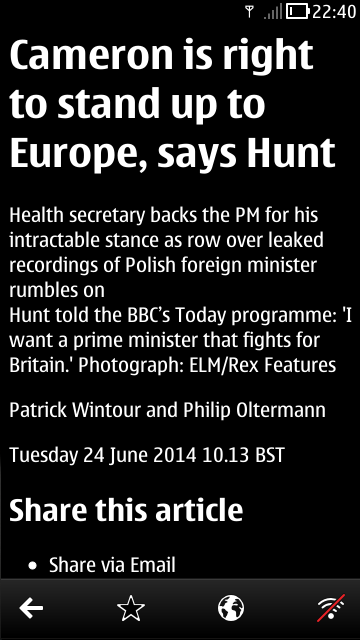 22:40
Cameron is right
to stand up to
Europe, says Hunt
Health secretary backs the PM for his
intractable stance as row over leaked
recordings of Polish foreign minister
rumbles on
Hunt told the BBC’s Today programme: 'I
want a prime minister that fights for
Britain.' Photograph: ELM/Rex Features
Patrick Wintour and Philip Oltermann
Tuesday 24 June 2014 10.13 BST
Share this article
• Share via Email